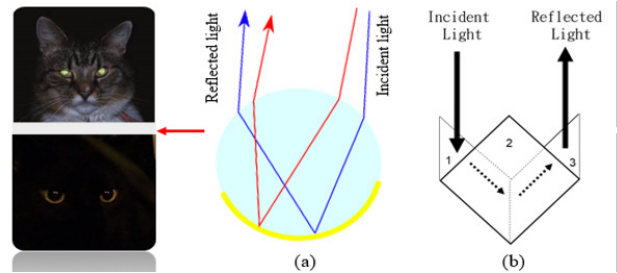 Reflected light
Incident light
(a)
Incident
Light
Reflected
Light
1
2
3
(b)